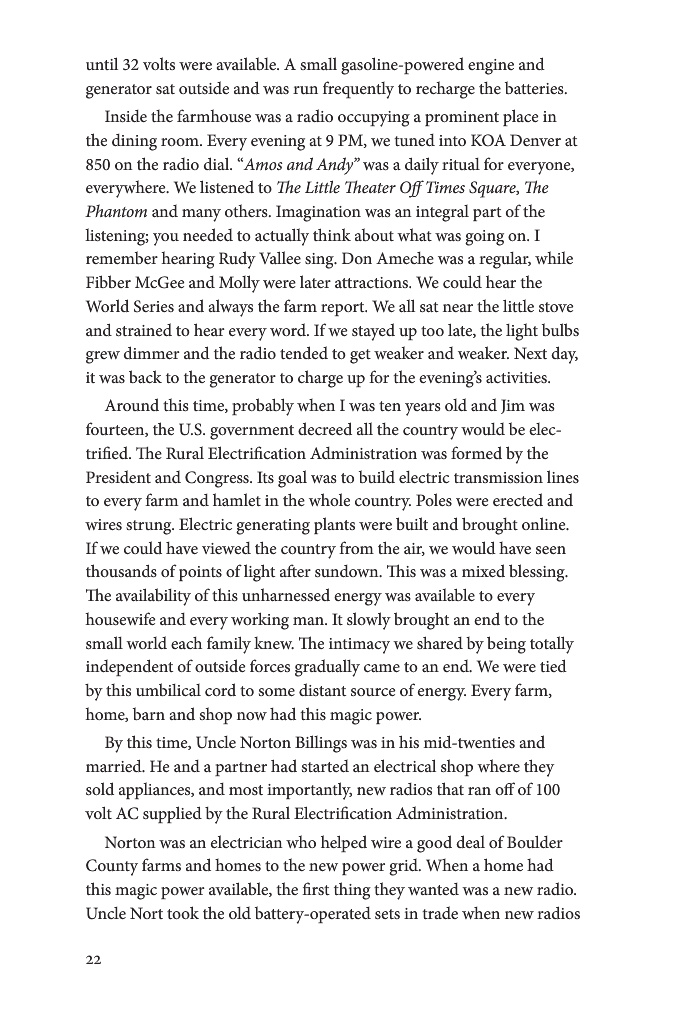 until 32 volts were available. A small gasoline-powered engine and
generator sat outside and was run frequently to recharge the batteries.
Inside the farmhouse was a radio occupying a prominent place in
the dining room. Every evening at 9 PM, we tuned into KOA Denver at
850 on the radio dial. “Amos and Andy” was a daily ritual for everyone,
everywhere. We listened to The Little Theater Off Times Square, The
Phantom and many others. Imagination was an integral part of the
listening; you needed to actually think about what was going on. I
remember hearing Rudy Vallee sing. Don Ameche was a regular, while
Fibber McGee and Molly were later attractions. We could hear the
World Series and always the farm report. We all sat near the little stove
and strained to hear every word. If we stayed up too late, the light bulbs
grew dimmer and the radio tended to get weaker and weaker. Next day,
it was back to the generator to charge up for the evening’s activities.
Around this time, probably when I was ten years old and Jim was
fourteen, the U.S. government decreed all the country would be elec-
trified. The Rural Electrification Administration was formed by the
President and Congress. Its goal was to build electric transmission lines
to every farm and hamlet in the whole country. Poles were erected and
wires strung. Electric generating plants were built and brought online.
If we could have viewed the country from the air, we would have seen
thousands of points of light after sundown. This was a mixed blessing.
The availability of this unharnessed energy was available to every
housewife and every working man. It slowly brought an end to the
small world each family knew. The intimacy we shared by being totally
independent of outside forces gradually came to an end. We were tied
by this umbilical cord to some distant source of energy. Every farm,
home, barn and shop now had this magic power.
By this time, Uncle Norton Billings was in his mid-twenties and
married. He and a partner had started an electrical shop where they
sold appliances, and most importantly, new radios that ran off of 100
volt AC supplied by the Rural Electrification Administration.
Norton was an electrician who helped wire a good deal of Boulder
County farms and homes to the new power grid. When a home had
this magic power available, the first thing they wanted was a new radio.
Uncle Nort took the old battery-operated sets in trade when new radios
22